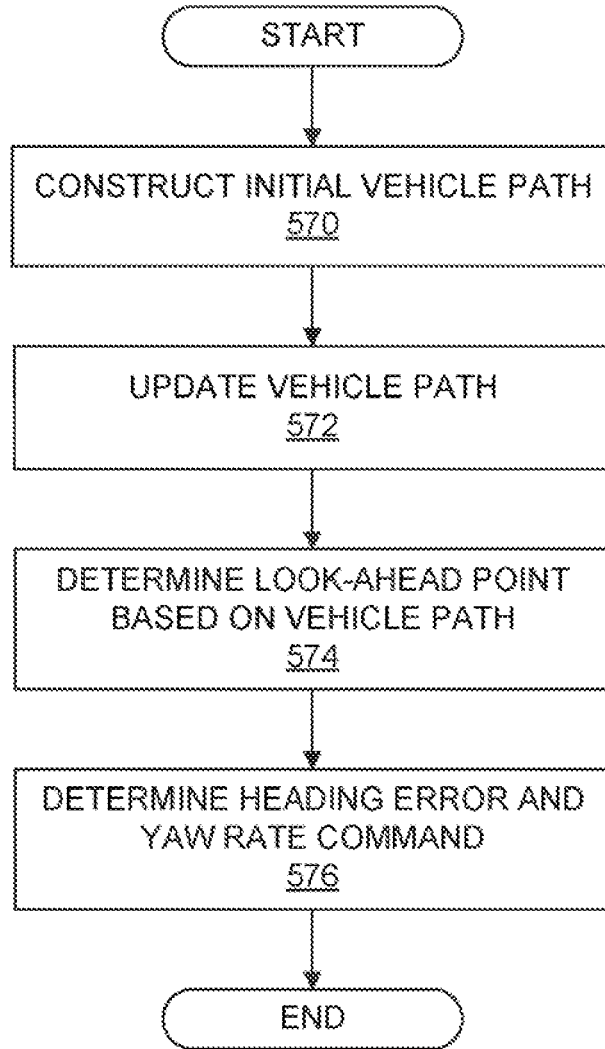 START
CONSTRUCT INITIAL VEHICLE PATH
570
UPDATE VEHICLE PATH
572
DETERMINE LOOK-AHEAD POINT
BASED ON VEHICLE PATH
574
DETERMINE HEADING ERROR AND
YAW RATE COMMAND
576
END